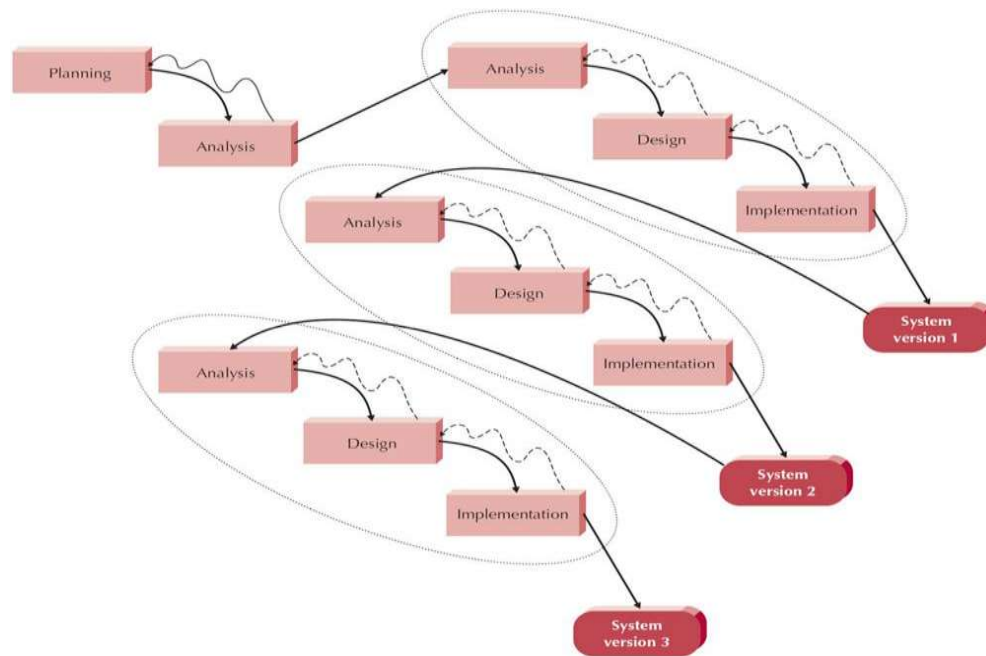 Planning
Analysis
Analysis
Design
Implementation
System
version 1
Analysis
Design
Implementation
System
version 2
Analysis
Design
Implementation
System
version 3